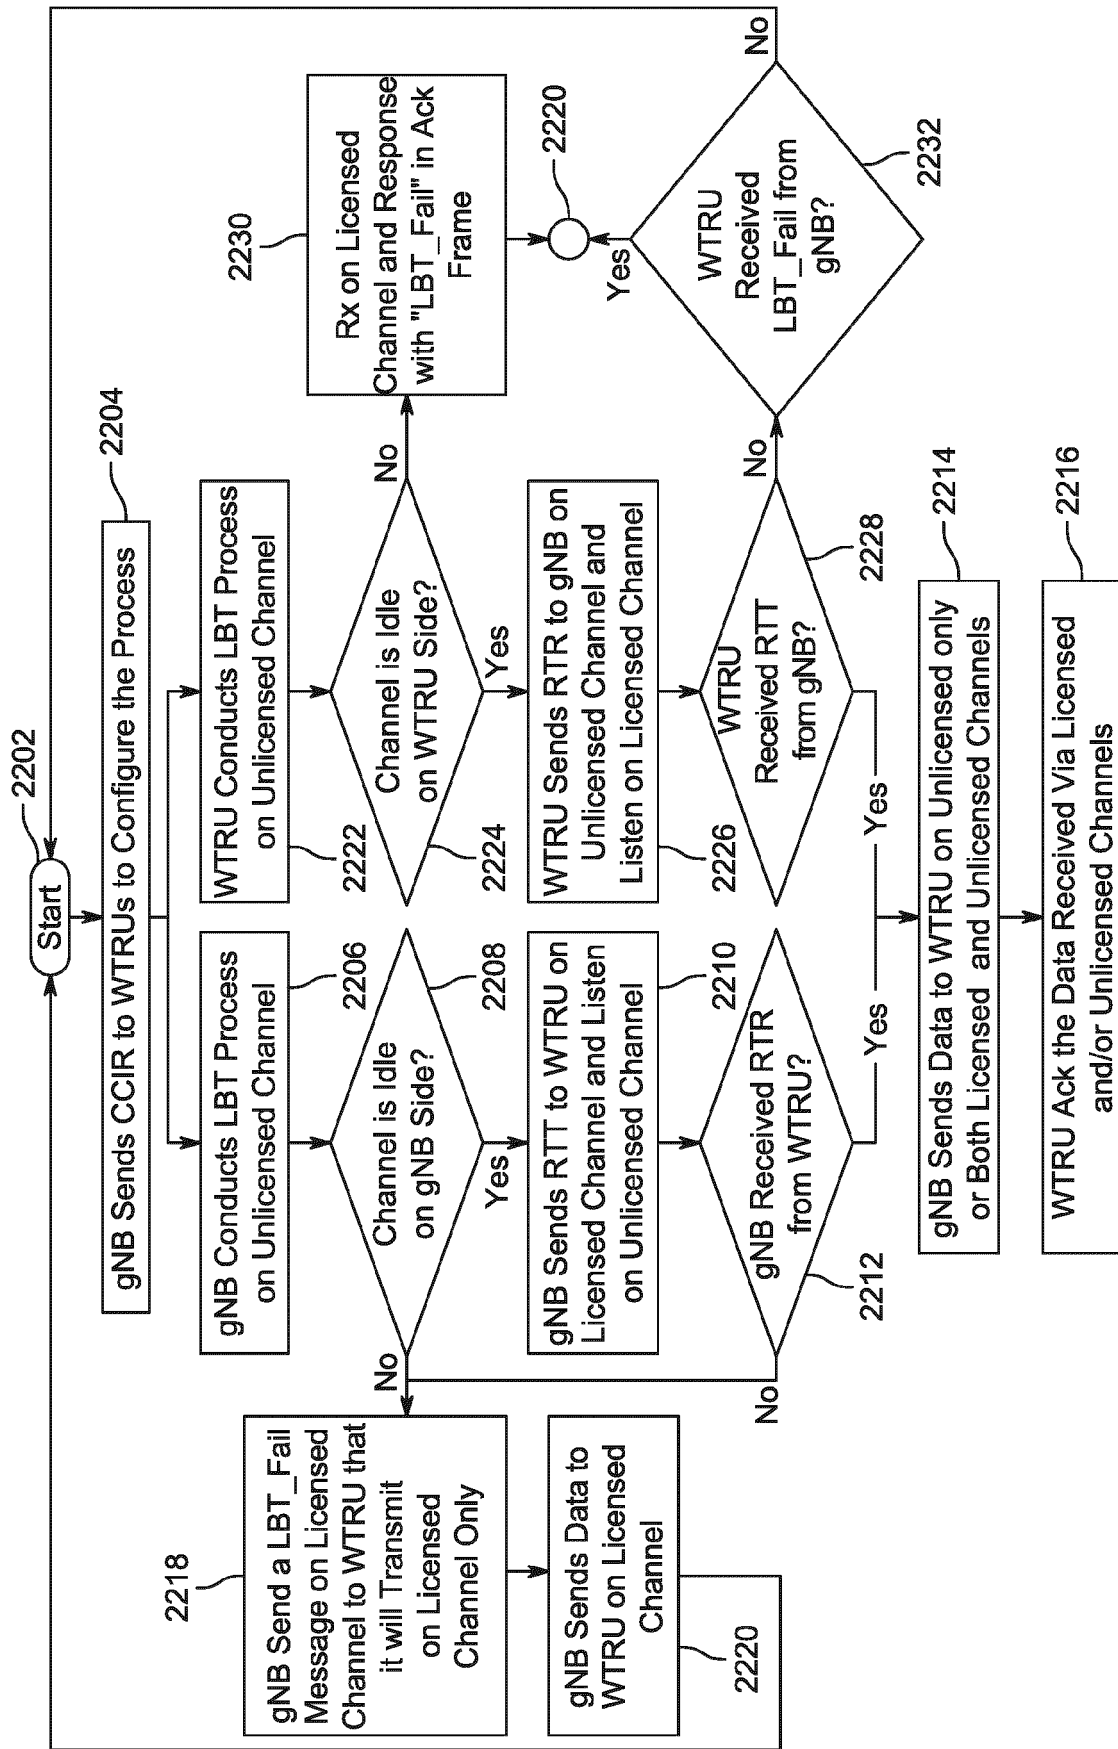 Start
2202
gNB Sends CCIR to WTRUs to Configure the Process
2204
gNB Conducts LBT Process
on Unlicensed Channel
2206
WTRU Conducts LBT Process
on Unlicensed Channel
2222
Channel is Idle
on gNB Side?
2208
No
Yes
Channel is Idle
on WTRU Side?
2224
No
Yes
gNB Send a LBT_Fail
Message on Licensed
Channel to WTRU that
it will Transmit
on Licensed
Channel Only
2218
Rx on Licensed
Channel and Response
with "LBT_Fail" in Ack
Frame
2230
2220
gNB Sends RTT to WTRU on
Licensed Channel and Listen
on Unlicensed Channel
2210
WTRU Sends RTR to gNB on
Unlicensed Channel and
Listen on Licensed Channel
2226
gNB Sends Data to
WTRU on Licensed
Channel
2220
gNB Received RTR
from WTRU?
2212
No
Yes
WTRU
Received RTT
from gNB?
2228
No
Yes
WTRU
Received
LBT_Fail from
gNB?
2232
Yes
No
gNB Sends Data to WTRU on Unlicensed only
or Both Licensed and Unlicensed Channels
2214
WTRU Ack the Data Received Via Licensed
and/or Unlicensed Channels
2216